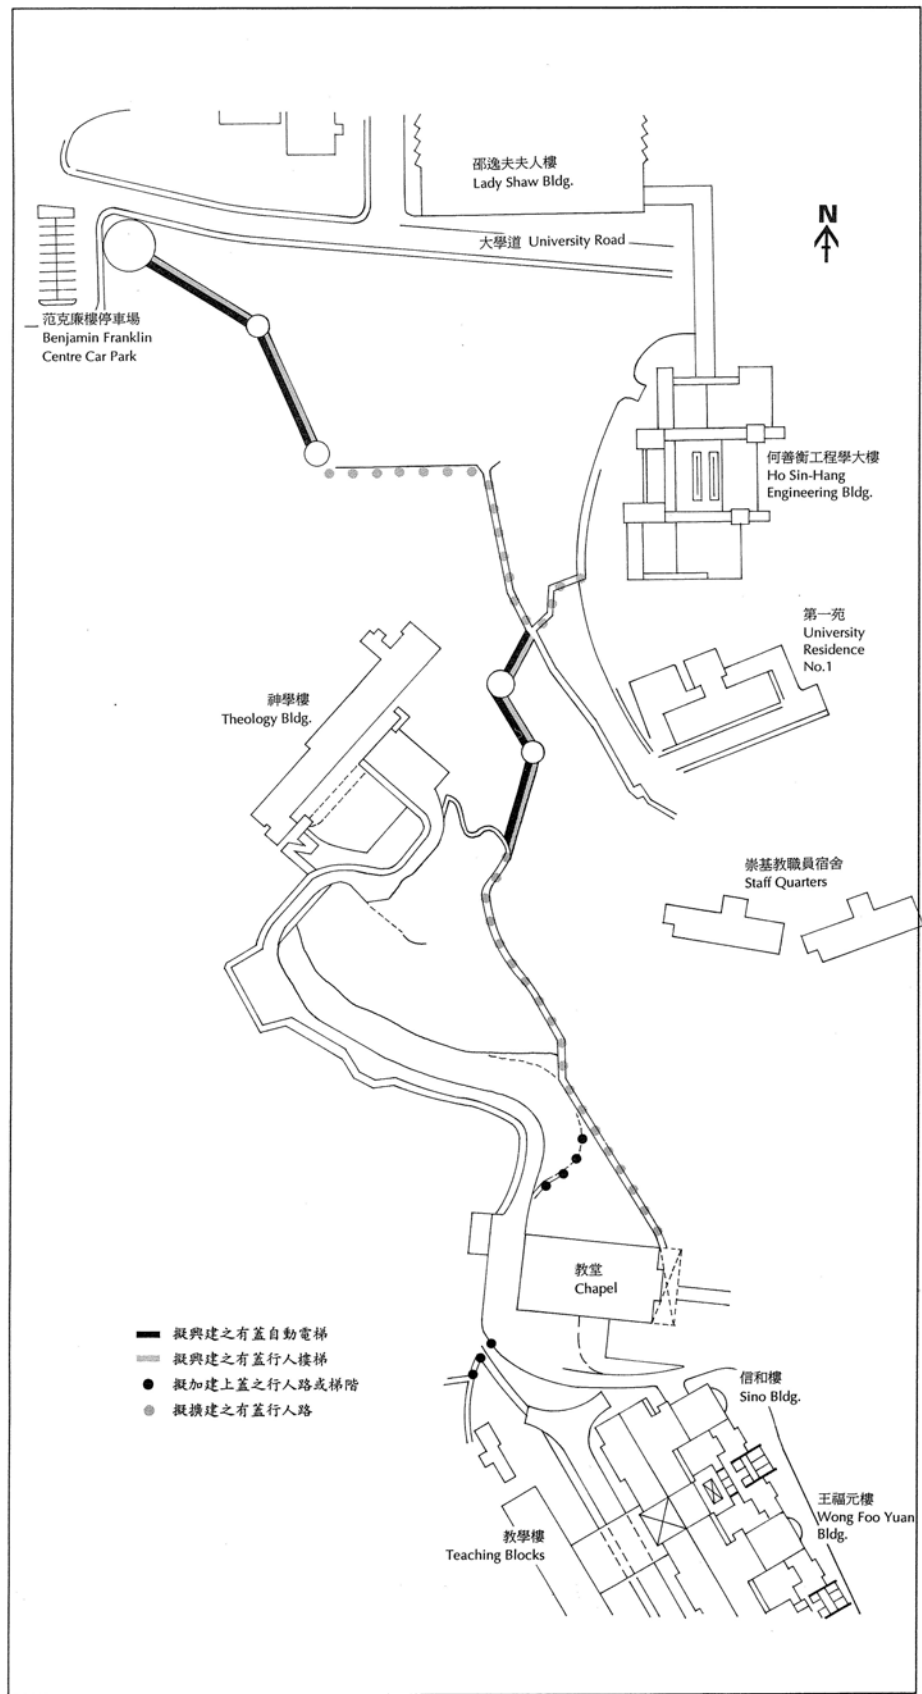 邵逸夫夫人樓
Lady Shaw Bldg.
大學道 University Road
N
范克廉樓停車場
Benjamin Franklin
Centre Car Park
何善衡工程學大樓
Ho Sin-Hang
Engineering Bldg.
第一苑
University
Residence
No.1
神學樓
Theology Bldg.
崇基教職員宿舍
Staff Quarters
教堂
Chapel
擬興建之有蓋自動電梯
擬興建之有蓋行人樓梯
擬加建上蓋之行人路或梯階
擬擴建之有蓋行人路
信和樓
Sino Bldg.
王福元樓
Wong Foo Yuan
Bldg.
教學樓
Teaching Blocks